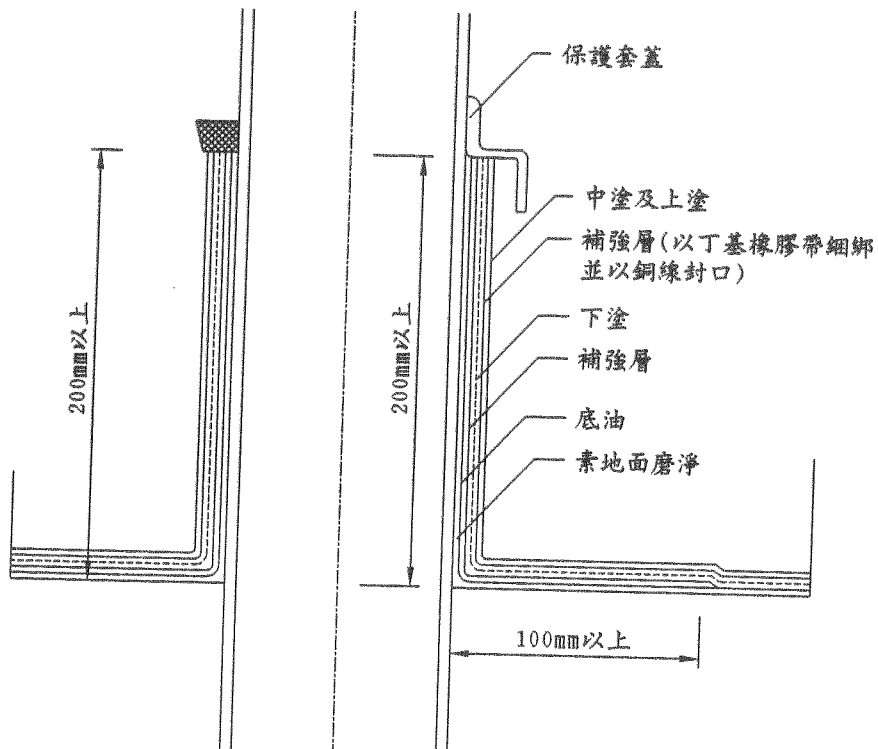 保護套蓋
中塗及上塗
補強層(以丁基橡膠帶綑綁
並以銅線封口)
下塗
補強層
底油
素地面磨淨
200mm以上
200mm以上
100mm以上